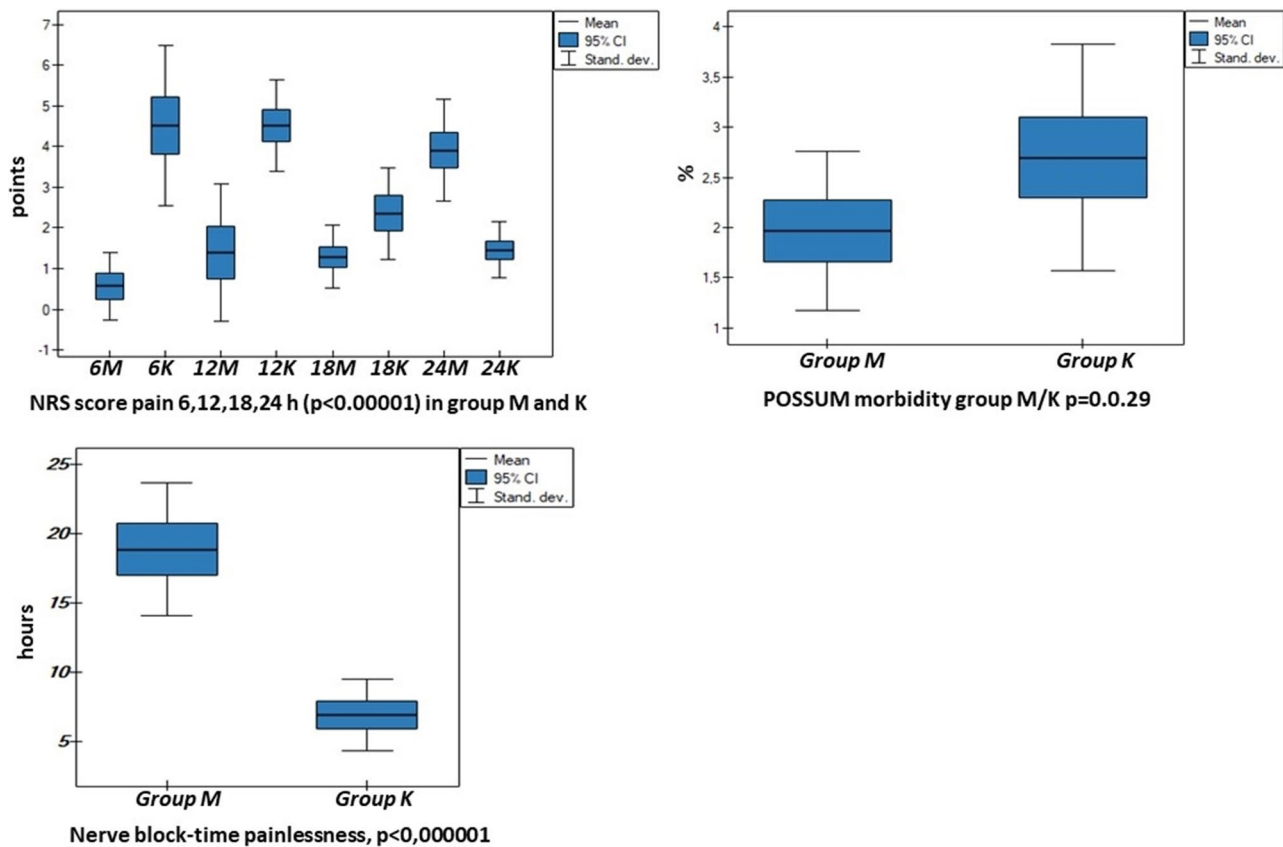 7
6
5
4
3
2
1
0
-1
points
Mean
95% CI
Stand. dev.
6M 6K 12M 12K 18M 18K 24M 24K
NRS score pain 6,12,18,24 h (p<0.00001) in group M and K
4
3.5
3
2.5
2
1.5
1
%
Mean
95% CI
Stand. dev.
Group M Group K
POSSUM morbidity group M/K p=0.0.29
25
20
15
10
5
hours
Mean
95% CI
Stand. dev.
Group M Group K
Nerve block-time painlessness, p<0,000001